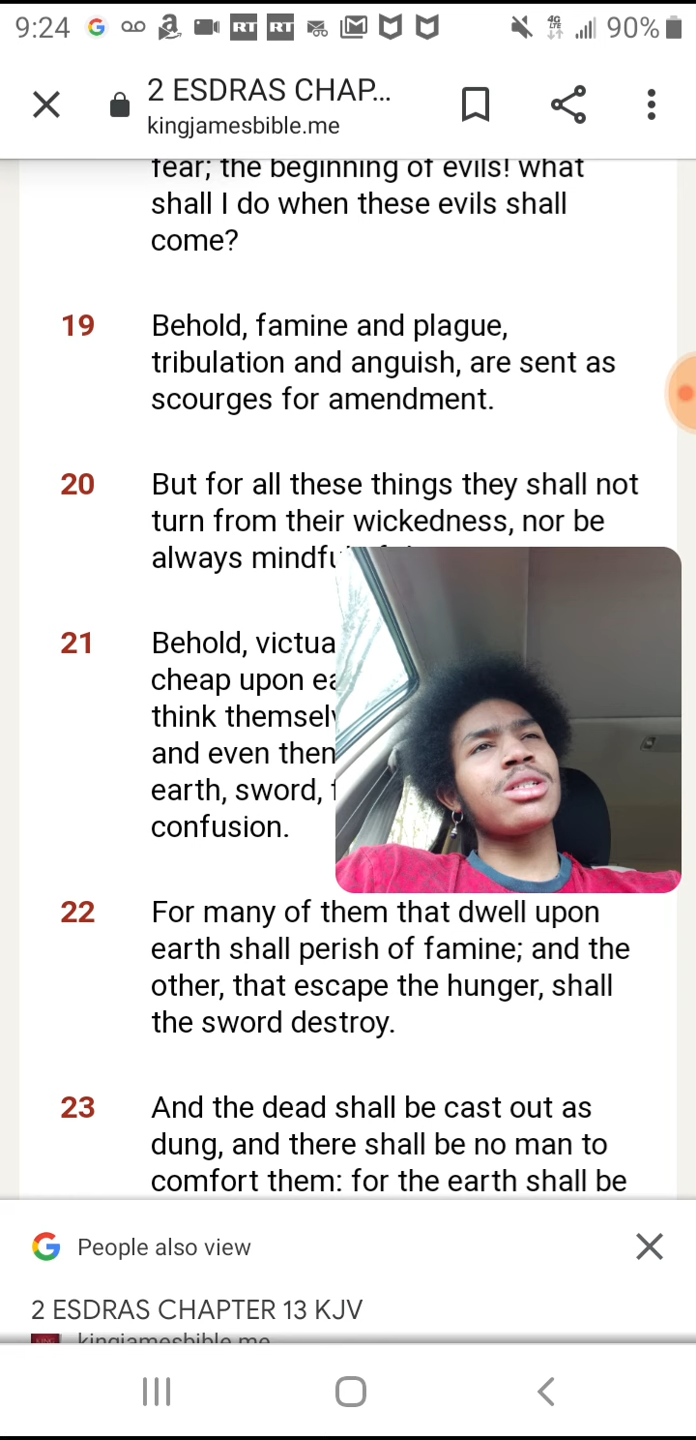 9:24 G RT RT 4G LTE 90%
2 ESDRAS CHAP...
kingjamesbible.me
fear; the beginning of evils! what
shall I do when these evils shall
come?
19 Behold, famine and plague,
tribulation and anguish, are sent as
scourges for amendment.
20 But for all these things they shall not
turn from their wickedness, nor be
always
21 Behold,
cheap upon
think
and even then
earth, sword,
confusion.
22 For many of them that dwell upon
earth shall perish of famine; and the
other, that escape the hunger, shall
the sword destroy.
23 And the dead shall be cast out as
dung, and there shall be no man to
comfort them: for the earth shall be
G People also view
2 ESDRAS CHAPTER 13 KJV
kingjamesbible.me